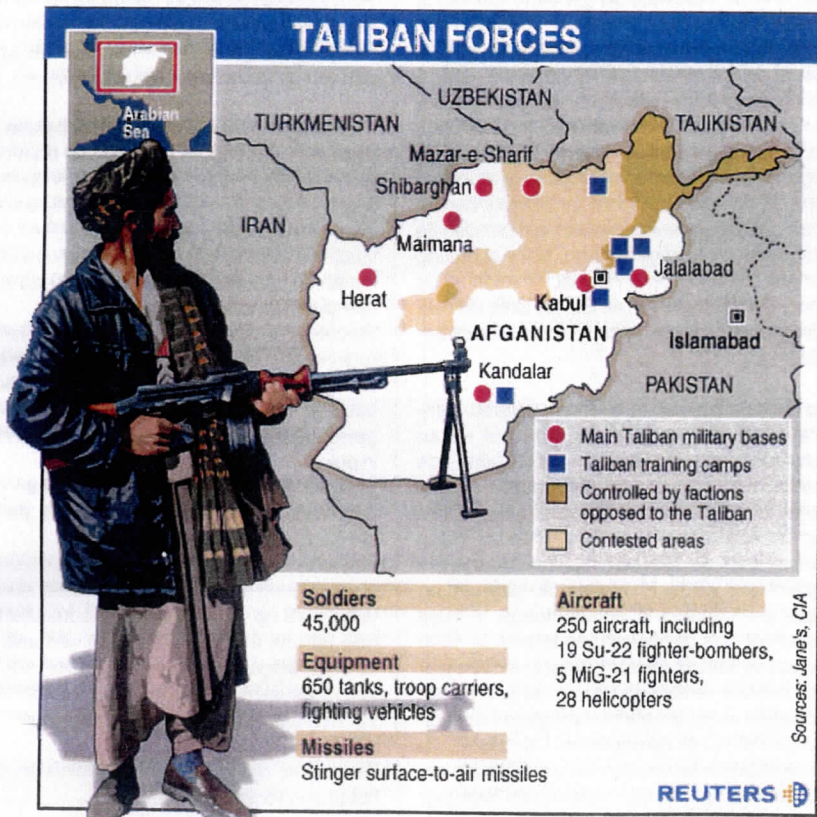 TALIBAN FORCES
Arabian
Sea
UZBEKISTAN
TURKMENISTAN
TAJIKISTAN
Mazar-e-Sharif
Shibarghan
IRAN
Maimana
Herat
Jalalabad
Kabul
AFGANISTAN
Islamabad
Kandalar
PAKISTAN
Main Taliban military bases
Taliban training camps
Controlled by factions
opposed to the Taliban
Contested areas
Soldiers
45,000
Equipment
650 tanks, troop carriers,
fighting vehicles
Missiles
Stinger surface-to-air missiles
Aircraft
250 aircraft, including
19 Su-22 fighter-bombers,
5 MiG-21 fighters,
28 helicopters
Sources: Jane's, CIA
REUTERS